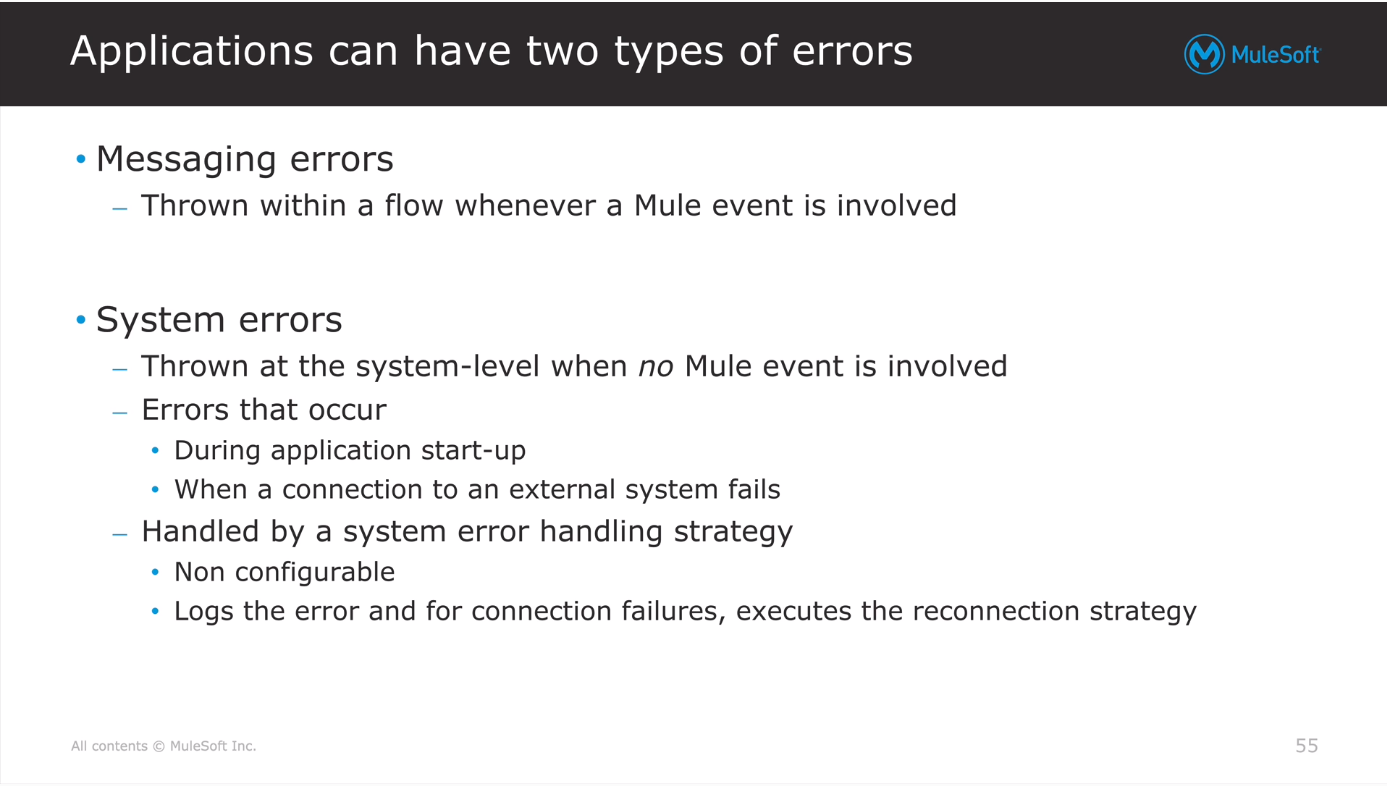 Applications can have two types of errors
MuleSoft
• Messaging errors
– Thrown within a flow whenever a Mule event is involved
• System errors
– Thrown at the system-level when no Mule event is involved
– Errors that occur
• During application start-up
• When a connection to an external system fails
– Handled by a system error handling strategy
• Non configurable
• Logs the error and for connection failures, executes the reconnection strategy
All contents © MuleSoft Inc.
55